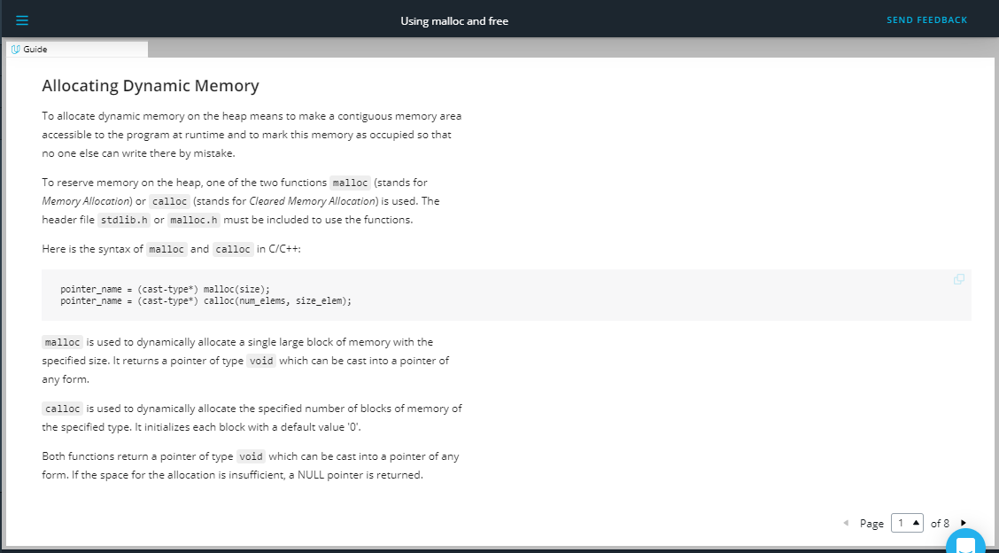 Using malloc and free
SEND FEEDBACK
Guide
Allocating Dynamic Memory
To allocate dynamic memory on the heap means to make a contiguous memory area
accessible to the program at runtime and to mark this memory as occupied so that
no one else can write there by mistake.
To reserve memory on the heap, one of the two functions malloc (stands for
Memory Allocation) or calloc (stands for Cleared Memory Allocation) is used. The
header file stdlib.h or malloc.h must be included to use the functions.
Here is the syntax of malloc and calloc in C/C++:
pointer_name = (cast-type*) malloc(size);
pointer_name = (cast-type*) calloc(num_elems, size_elem);
malloc is used to dynamically allocate a single large block of memory with the
specified size. It returns a pointer of type void which can be cast into a pointer of
any form.
calloc is used to dynamically allocate the specified number of blocks of memory of
the specified type. It initializes each block with a default value '0'.
Both functions return a pointer of type void which can be cast into a pointer of any
form. If the space for the allocation is insufficient, a NULL pointer is returned.
Page 1 of 8